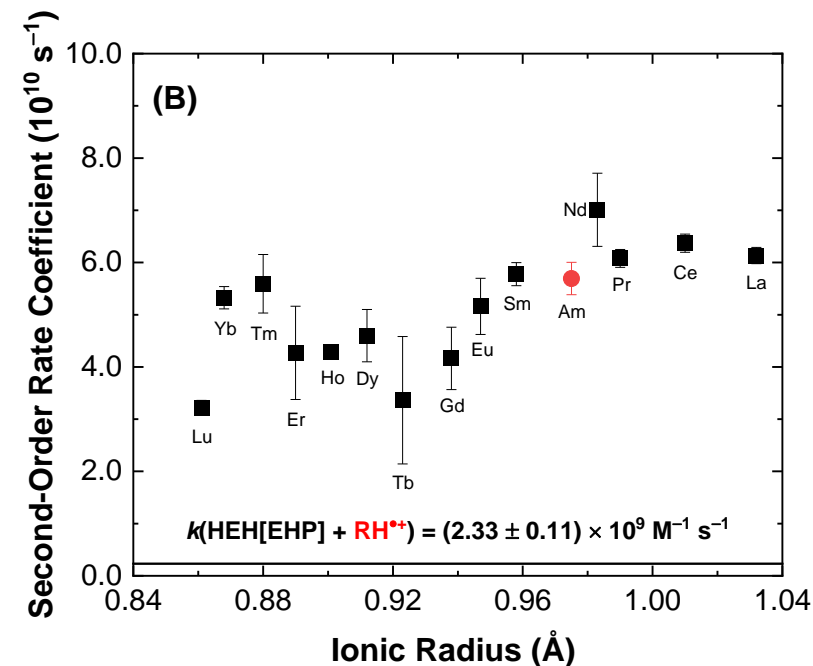 (B)
Second-Order Rate Coefficient (10¹⁰ s⁻¹)
10.0
8.0
6.0
4.0
2.0
0.0
Nd
Yb
Tm
Sm
Am
Pr
Ce
La
Eu
Er
Ho
Dy
Gd
Lu
Tb
k(HEH[EHP] + RH•⁺) = (2.33 ± 0.11) × 10⁹ M⁻¹ s⁻¹
0.84 0.88 0.92 0.96 1.00 1.04
Ionic Radius (Å)